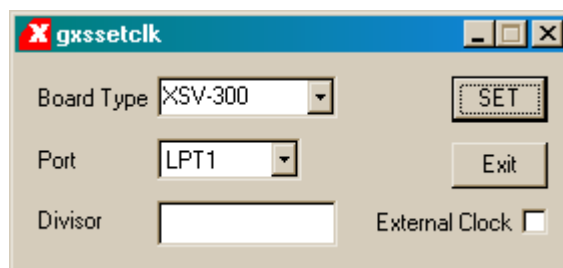 gxssetclk
Board Type XSV-300 SET
Port LPT1 Exit
Divisor External Clock